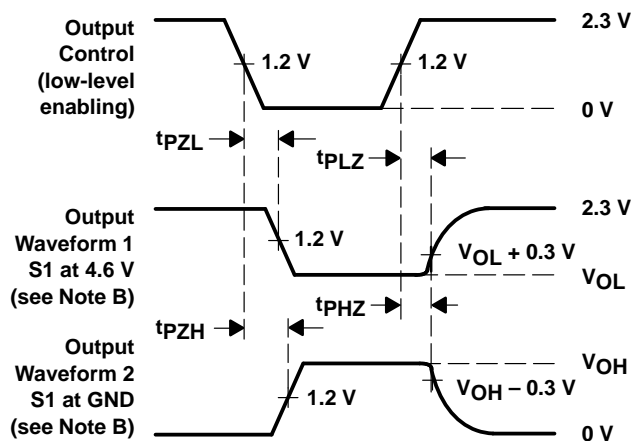 Output
Control
(low-level
enabling)
2.3 V
1.2 V
1.2 V
0 V
tPZL
tPLZ
Output
Waveform 1
S1 at 4.6 V
(see Note B)
2.3 V
1.2 V
VOL + 0.3 V
VOL
tPZH
tPHZ
Output
Waveform 2
S1 at GND
(see Note B)
VOH
1.2 V
VOH – 0.3 V
0 V